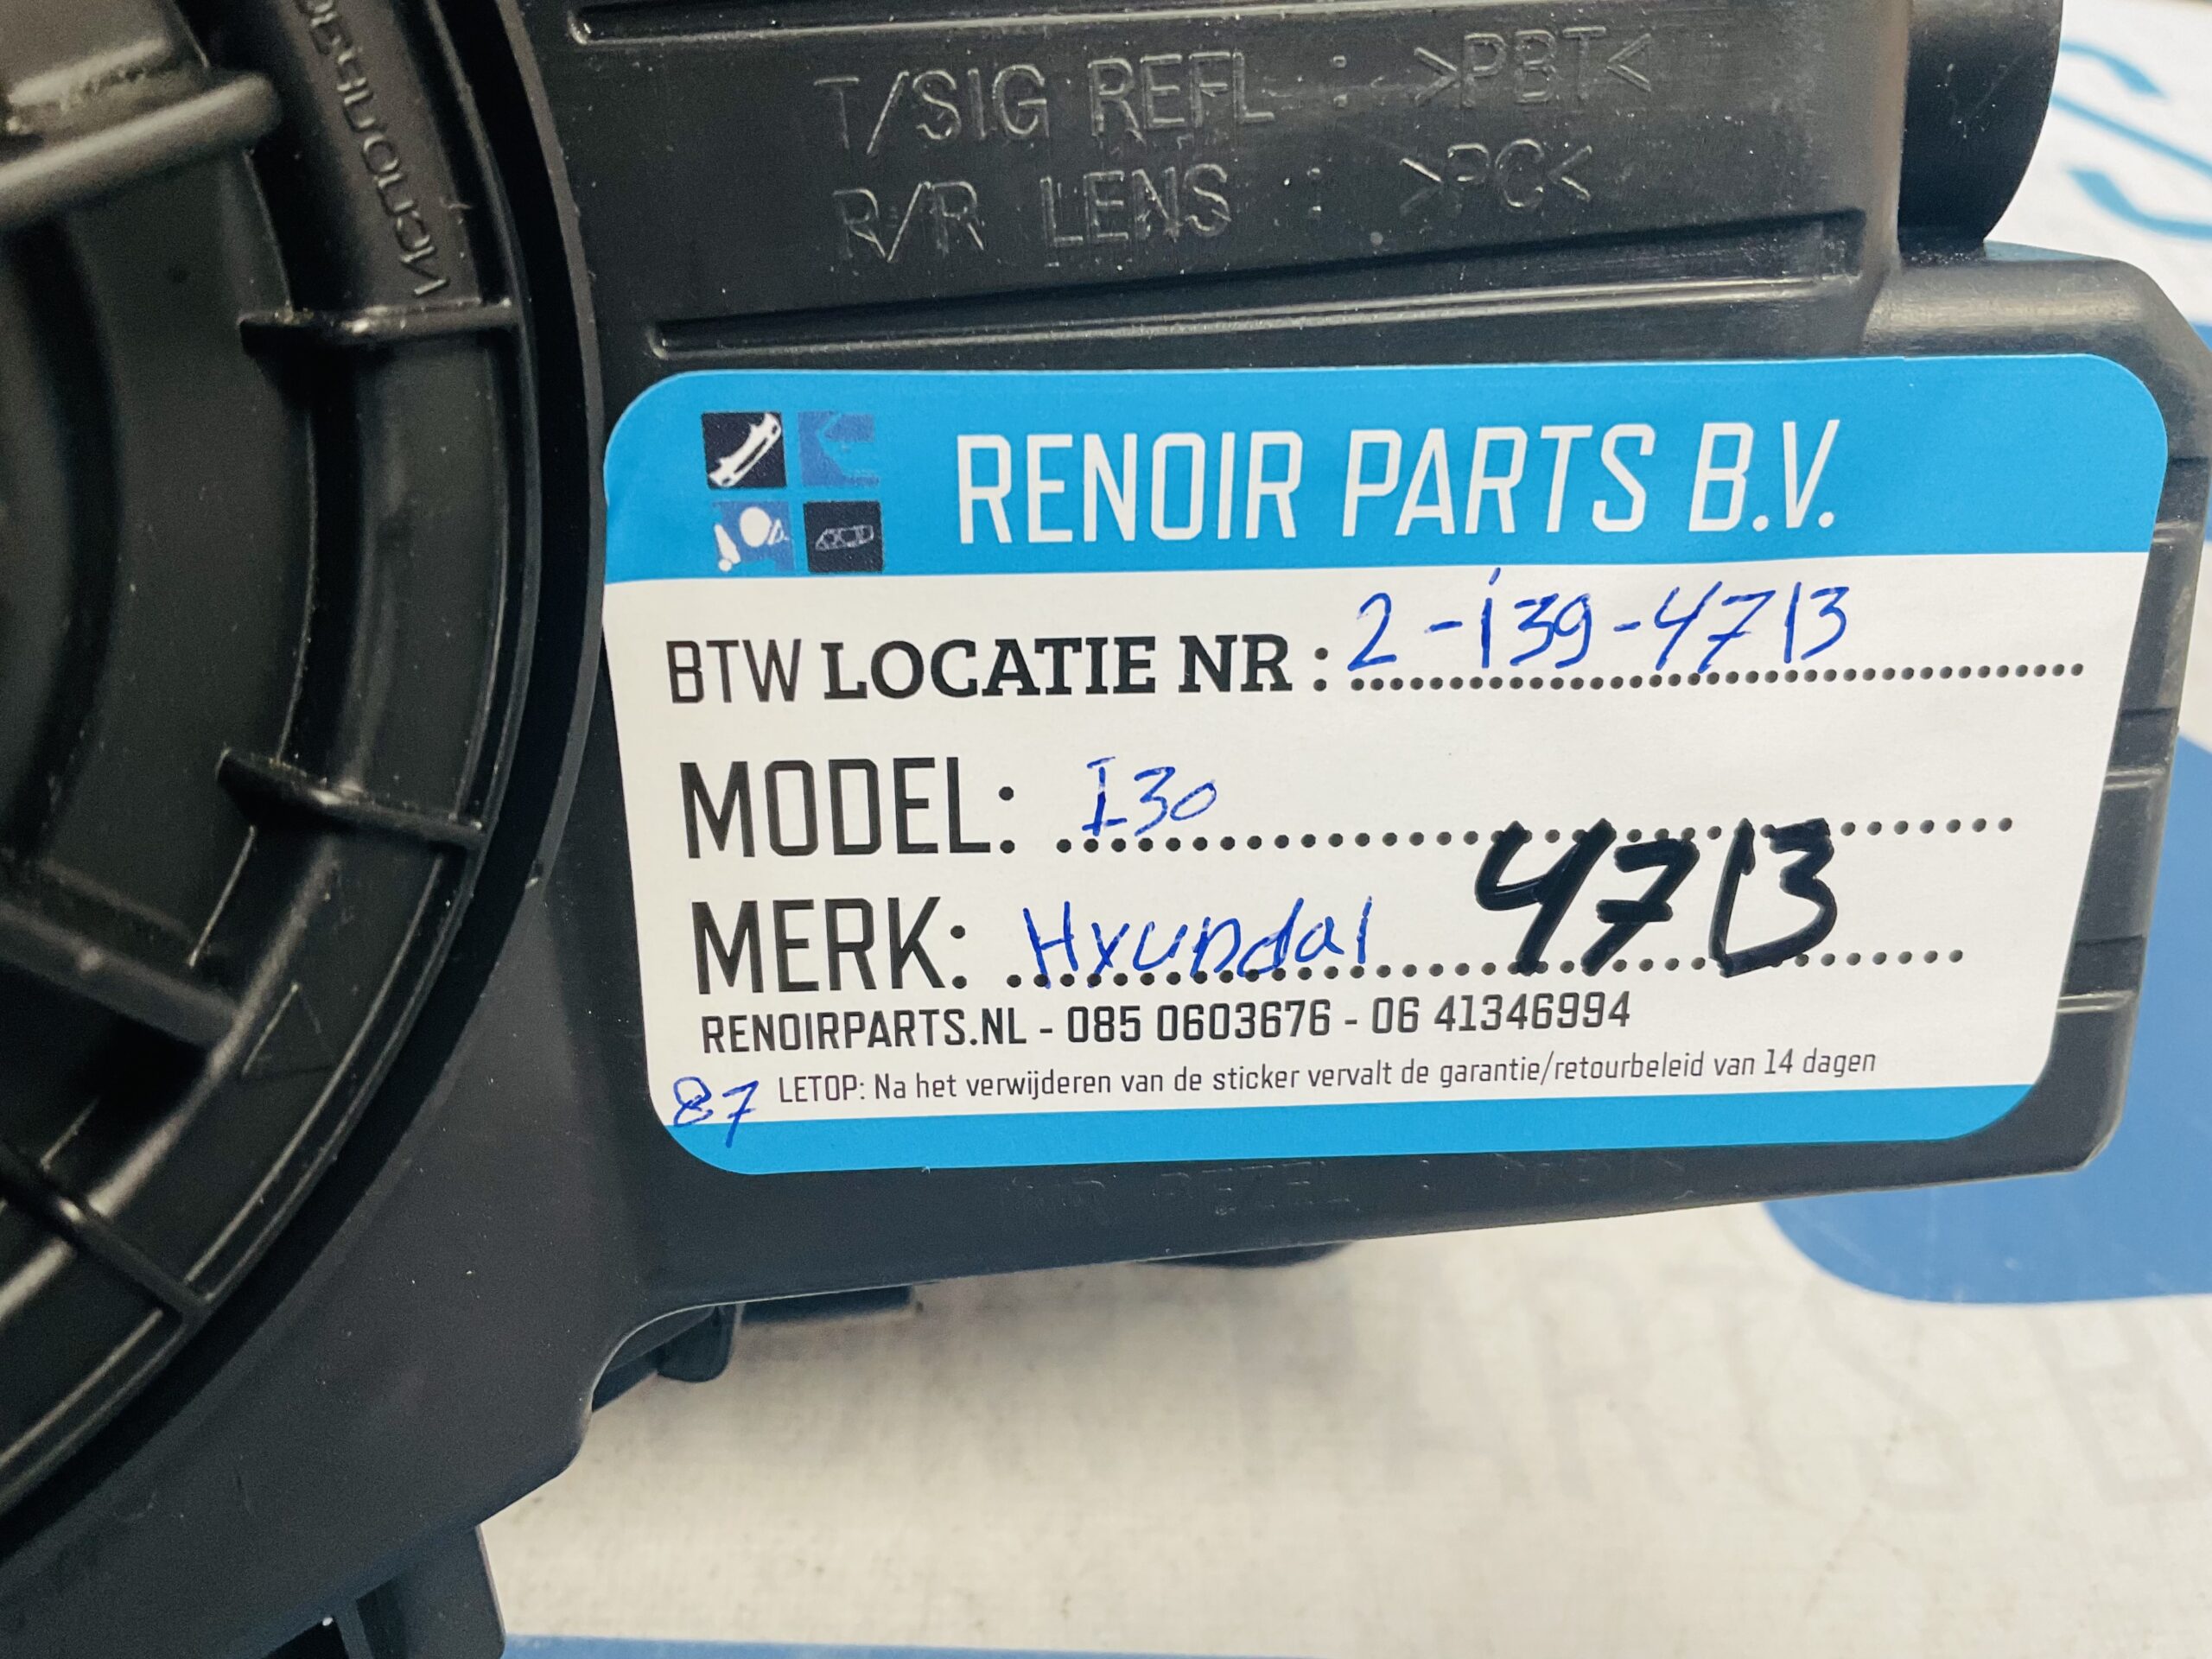 T/SIG REFL : >PBT<
R/R LENS : >PC<
RENOIR PARTS B.V.
BTW LOCATIE NR : 2-139-4713
MODEL: I30
MERK: Hyundai 4713
RENOIRPARTS.NL - 085 0603676 - 06 41346994
87 LETOP: Na het verwijderen van de sticker vervalt de garantie/retourbeleid van 14 dagen